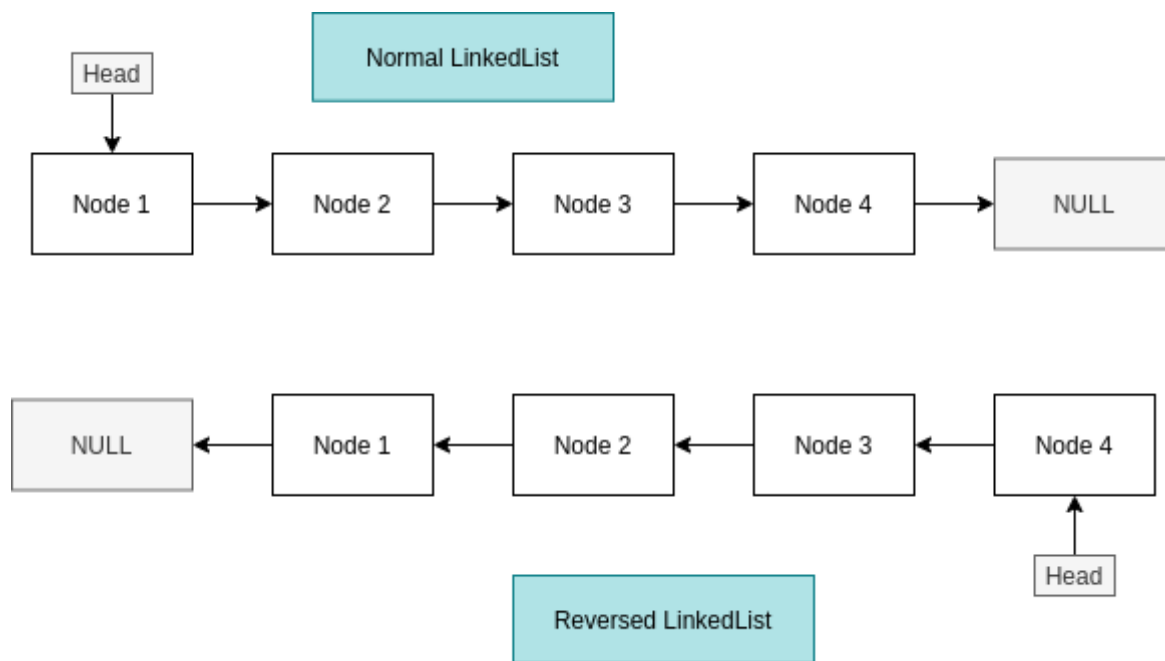 Normal LinkedList
Head
Node 1
Node 2
Node 3
Node 4
NULL
NULL
Node 1
Node 2
Node 3
Node 4
Head
Reversed LinkedList